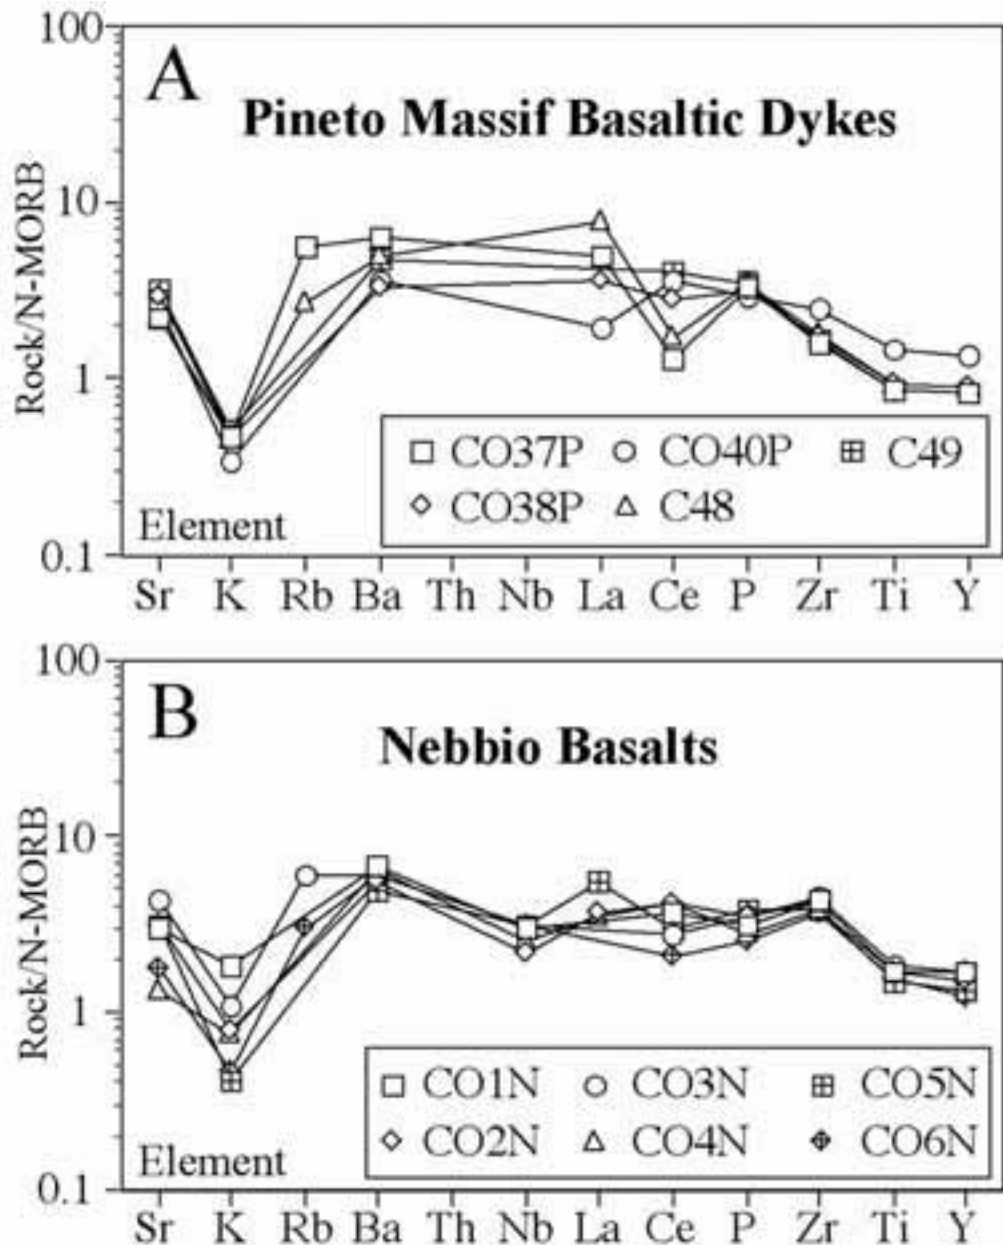 100
A
Pineto Massif Basaltic Dykes
10
Rock/N-MORB
1
CO37P CO40P C49
CO38P C48
Element
0.1
Sr K Rb Ba Th Nb La Ce P Zr Ti Y
100
B
Nebbio Basalts
10
Rock/N-MORB
1
CO1N CO3N CO5N
CO2N CO4N CO6N
Element
0.1
Sr K Rb Ba Th Nb La Ce P Zr Ti Y